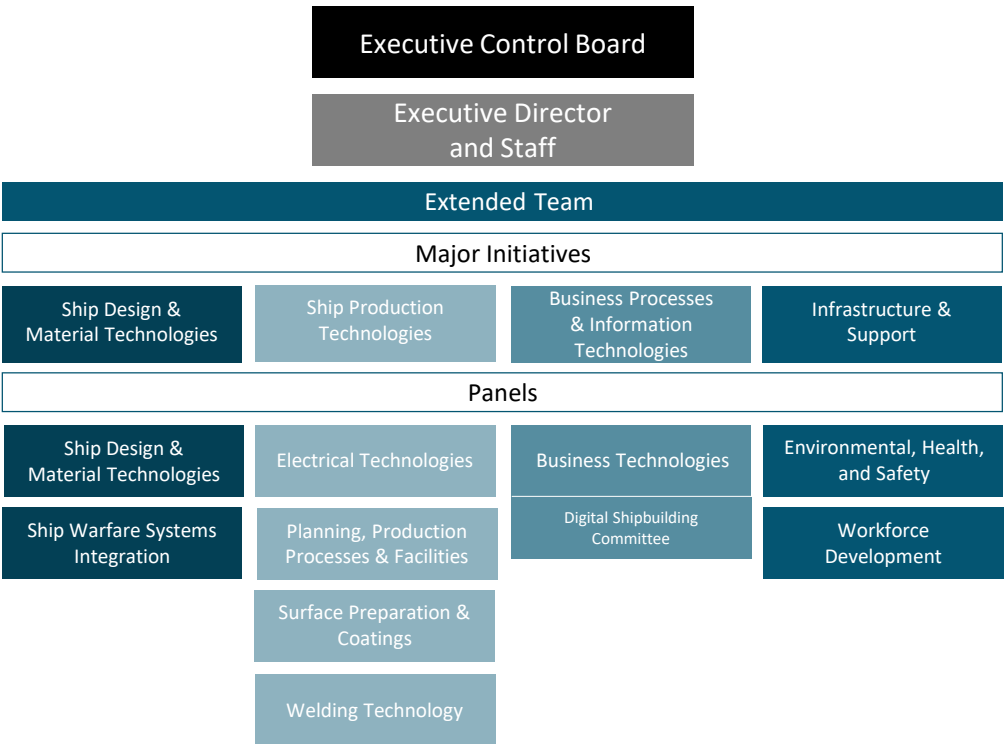 Executive Control Board
Executive Director
and Staff
Extended Team
Major Initiatives
Ship Design &
Material Technologies
Ship Production
Technologies
Business Processes
& Information
Technologies
Infrastructure &
Support
Panels
Ship Design &
Material Technologies
Electrical Technologies
Business Technologies
Environmental, Health,
and Safety
Ship Warfare Systems
Integration
Planning, Production
Processes & Facilities
Digital Shipbuilding
Committee
Workforce
Development
Surface Preparation &
Coatings
Welding Technology